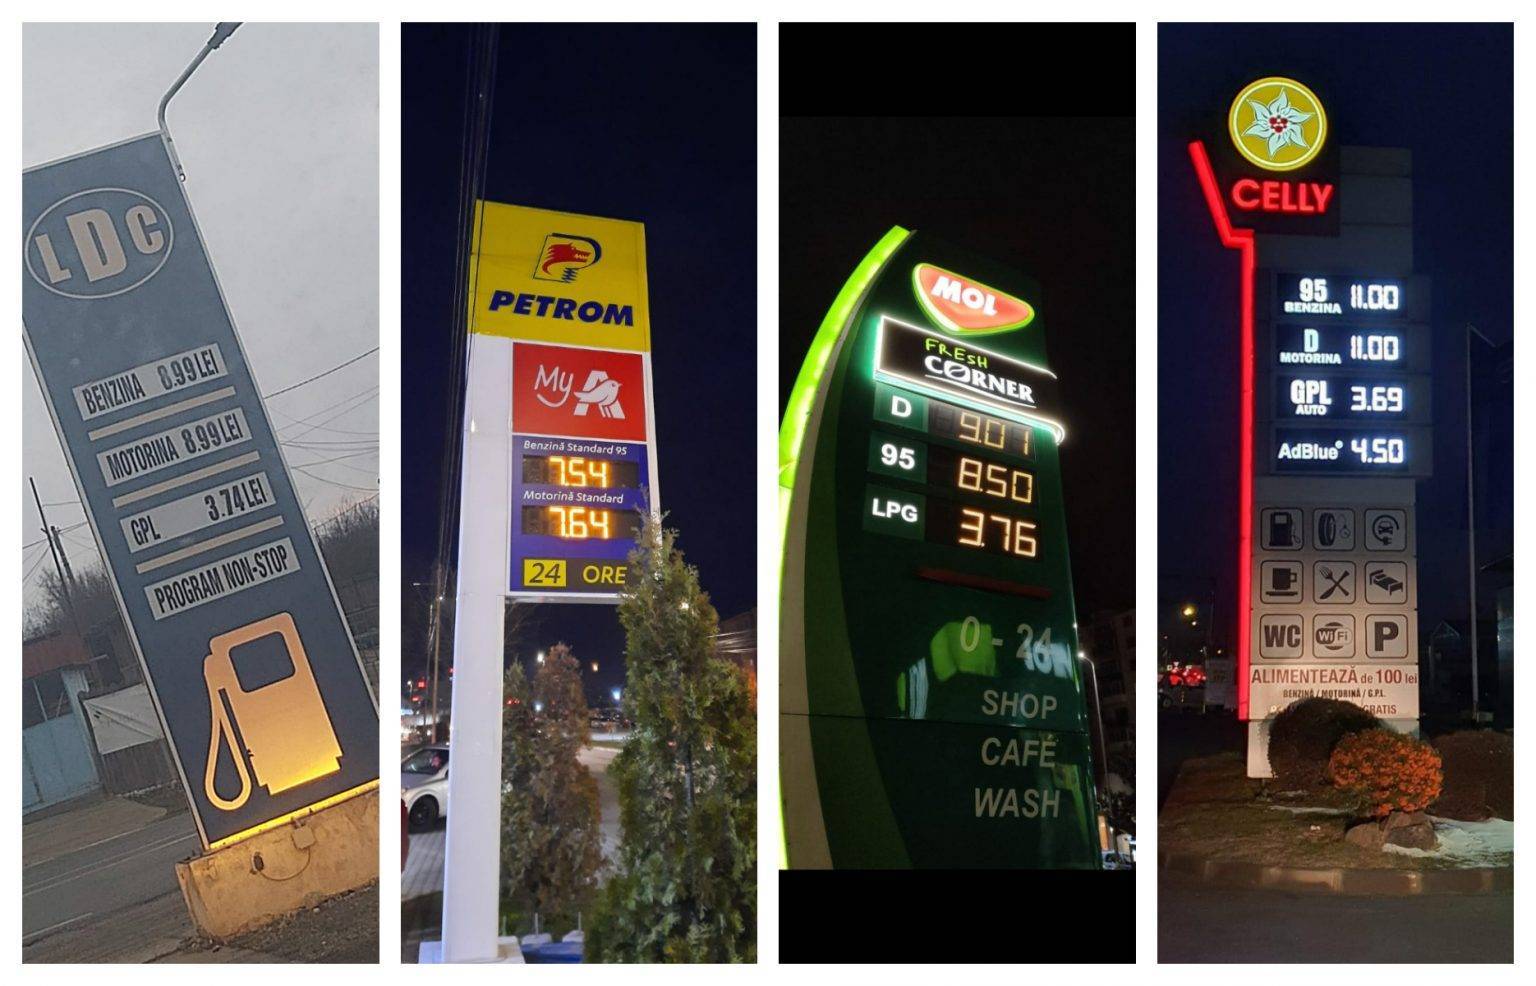 LDC
BENZINA 8.99 LEI
MOTORINA 8.99 LEI
GPL 3.74 LEI
PROGRAM NON-STOP
PETROM
My A
Benzină Standard 95
7.54
Motorină Standard
7.64
24 ORE
MOL
FRESH
CORNER
D 9.01
95 8.50
LPG 3.76
0 - 24
SHOP
CAFÉ
WASH
CELLY
95 BENZINA 11.00
D MOTORINA 11.00
GPL AUTO 3.69
AdBlue® 4.50
WC WiFi P
ALIMENTEAZĂ de 100 lei
BENZINĂ / MOTORINĂ / G.P.L.
GRATIS